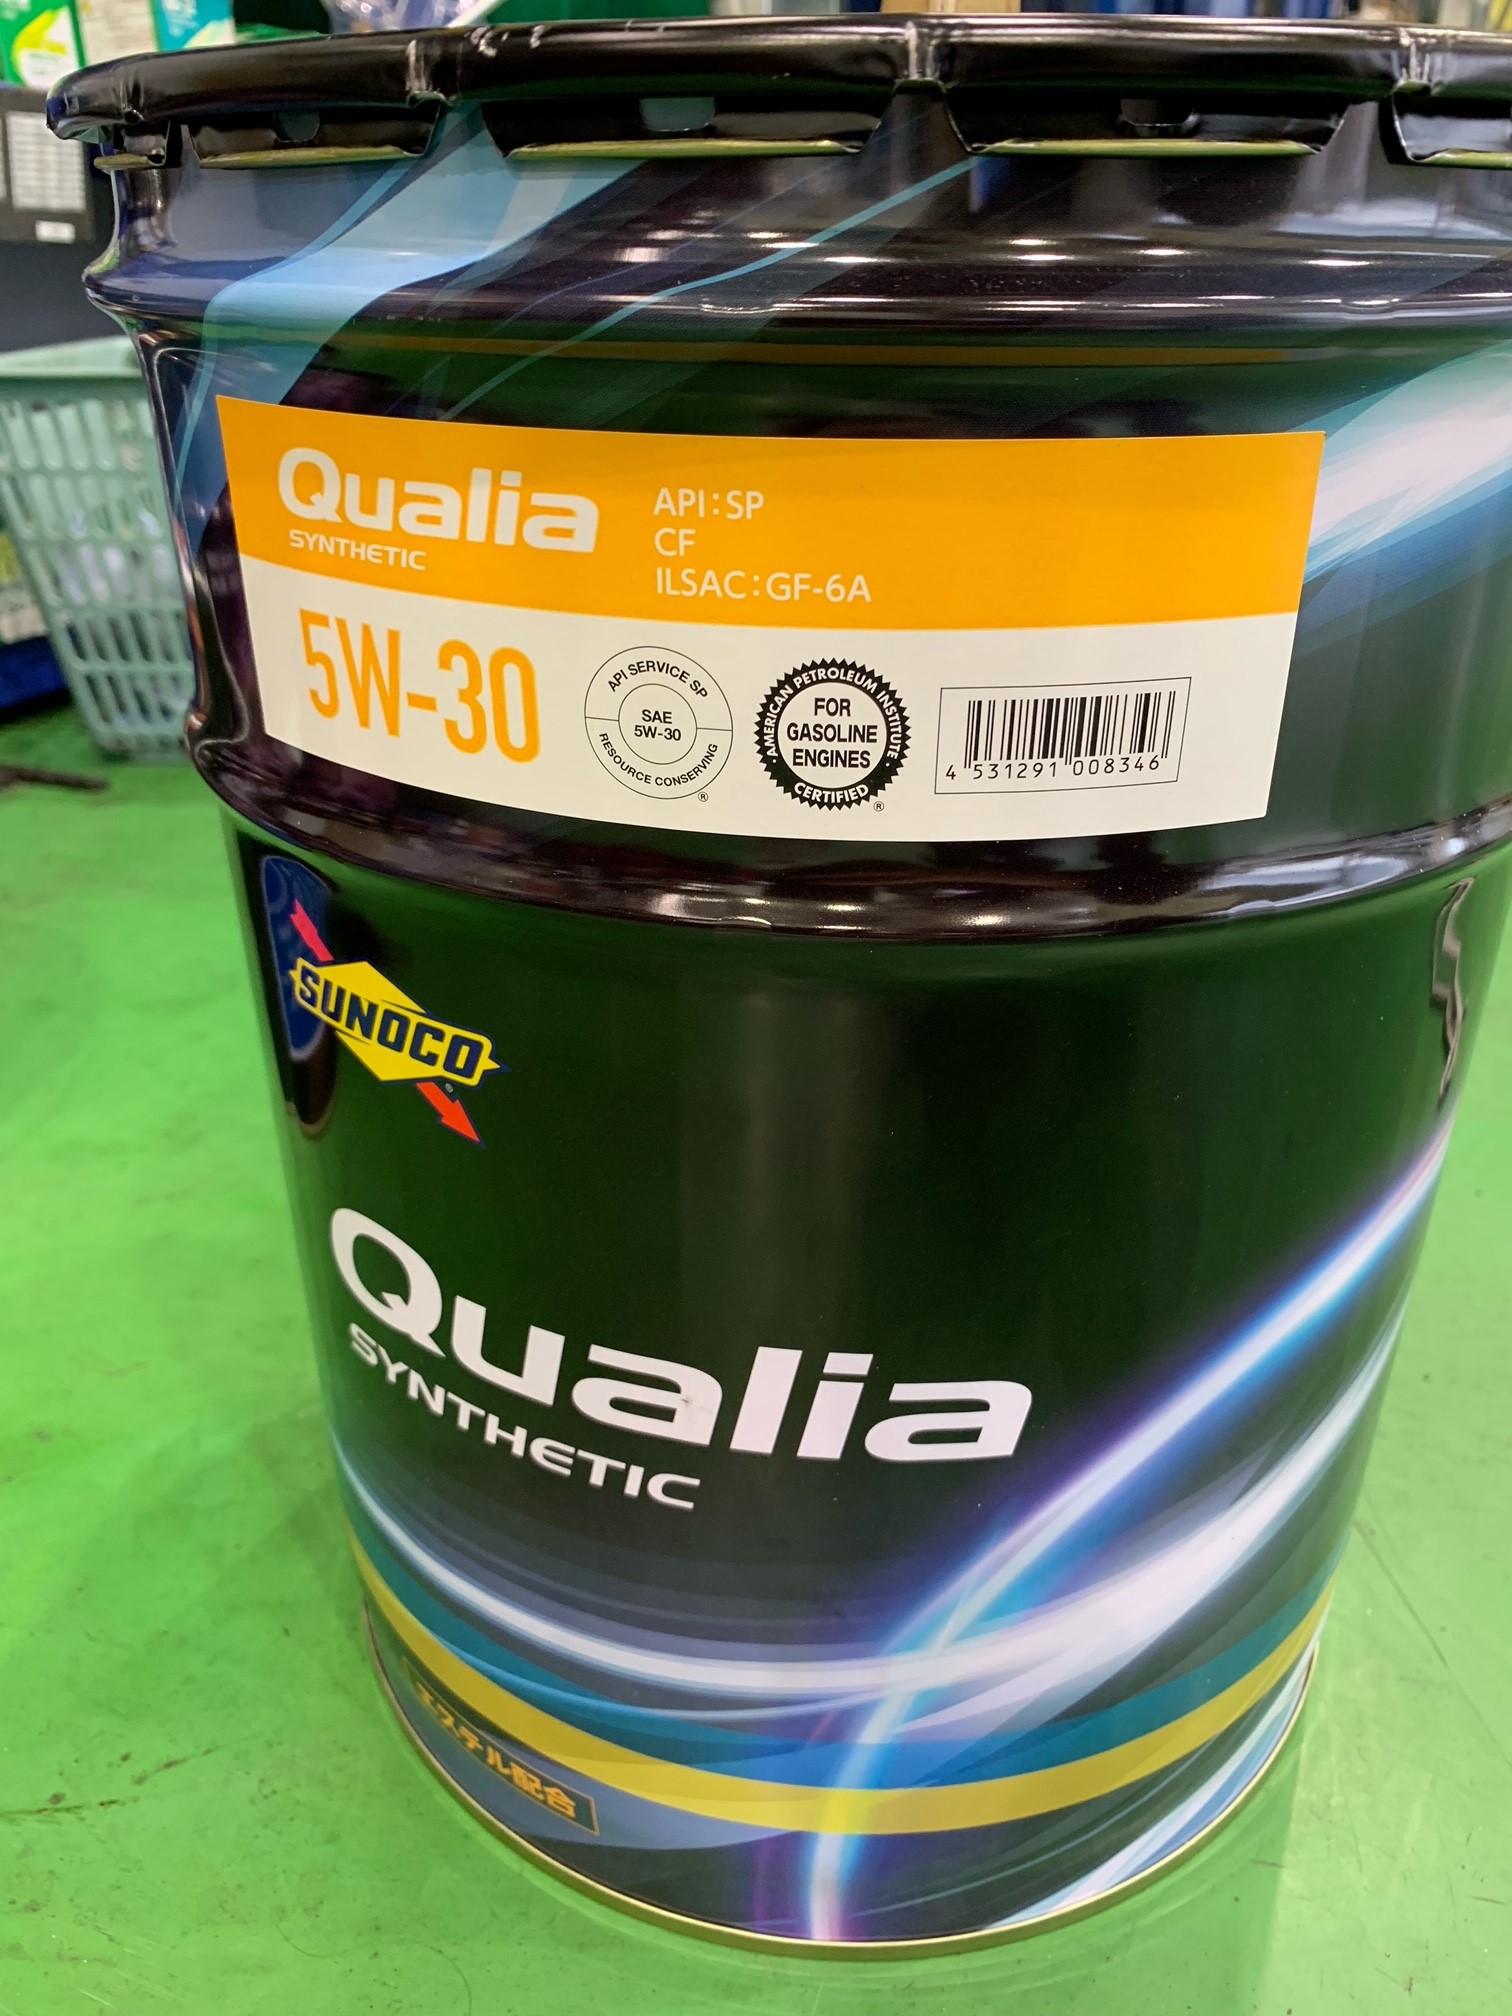 Qualia
SYNTHETIC
API:SP
CF
ILSAC:GF-6A
5W-30
API SERVICE SP
SAE
5W-30
RESOURCE CONSERVING
®
AMERICAN PETROLEUM INSTITUTE
FOR
GASOLINE
ENGINES
CERTIFIED
®
4 531291 008346
SUNOCO
®
Qualia
SYNTHETIC
エステル配合